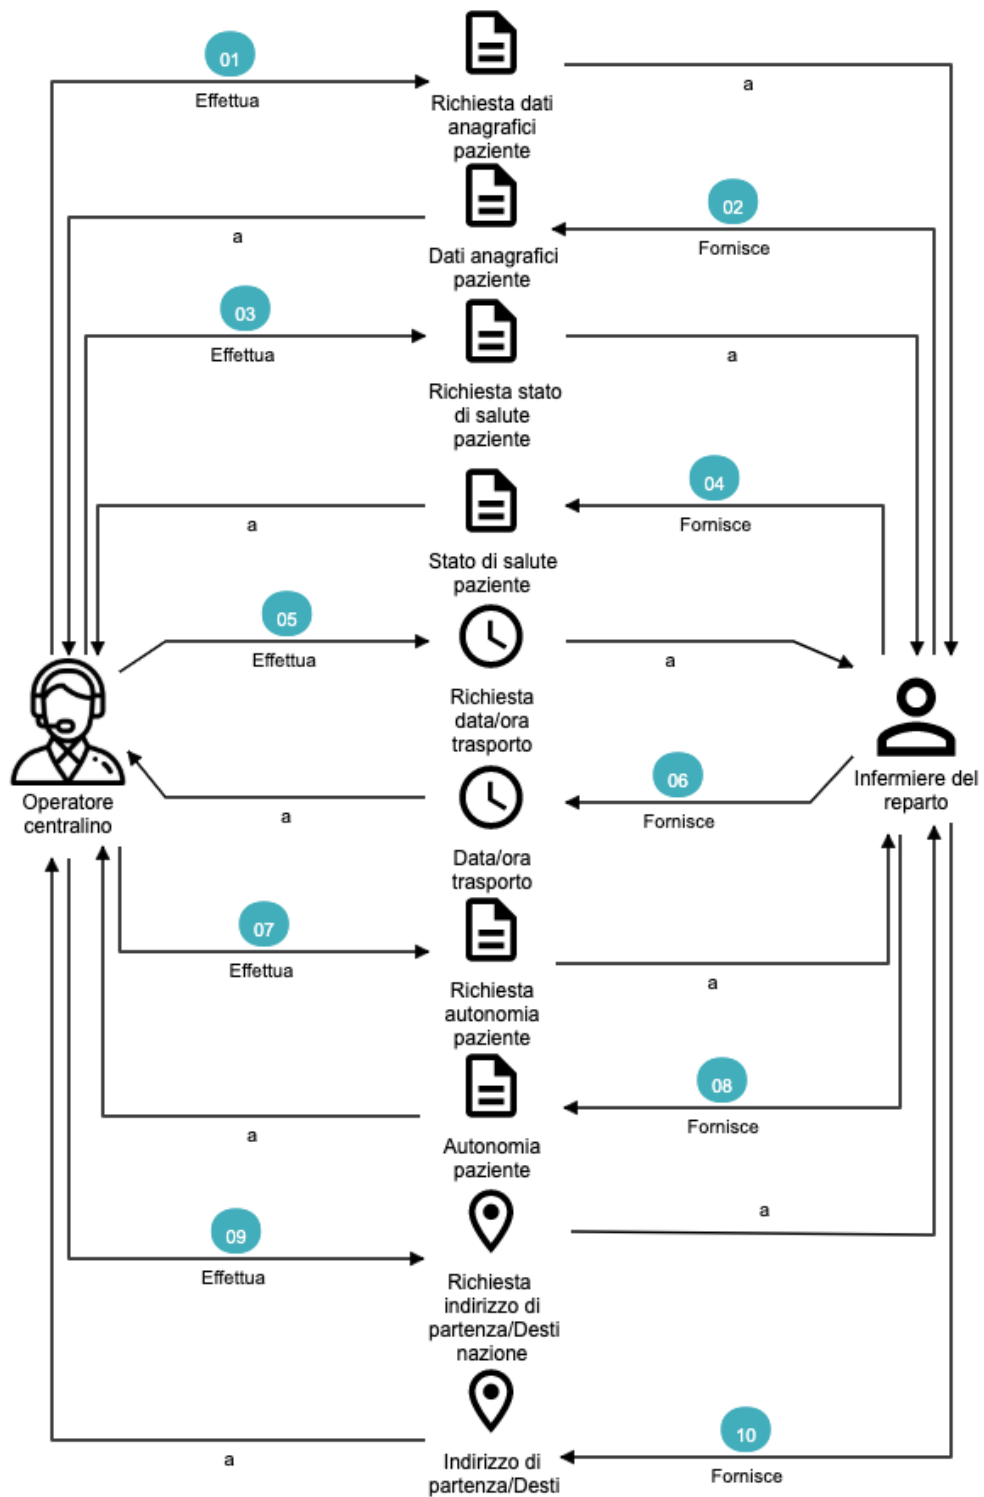 01
Effettua
a
Richiesta dati
anagrafici
paziente
02
Fornisce
a
Dati anagrafici
paziente
03
Effettua
a
Richiesta stato
di salute
paziente
04
Fornisce
a
Stato di salute
paziente
05
Effettua
a
Richiesta
data/ora
trasporto
Operatore
centralino
Infermiere del
reparto
06
Fornisce
a
Data/ora
trasporto
07
Effettua
a
Richiesta
autonomia
paziente
08
Fornisce
a
Autonomia
paziente
09
Effettua
a
Richiesta
indirizzo di
partenza/Desti
nazione
10
Fornisce
a
Indirizzo di
partenza/Desti